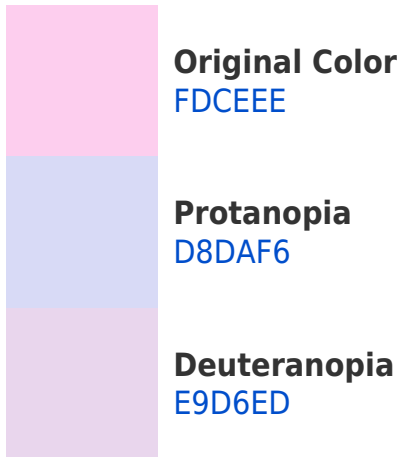 Original Color
FDCEEE
Protanopia
D8DAF6
Deuteranopia
E9D6ED